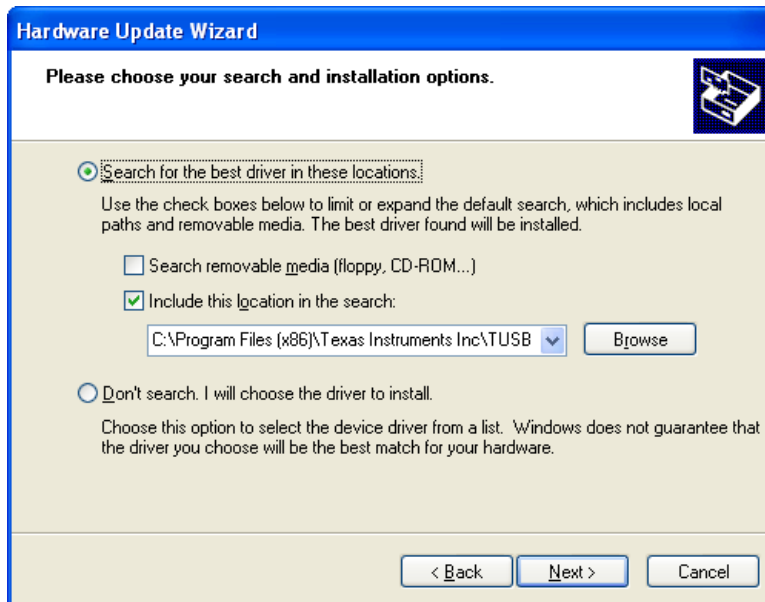 Hardware Update Wizard
Please choose your search and installation options.
Search for the best driver in these locations.
Use the check boxes below to limit or expand the default search, which includes local
paths and removable media. The best driver found will be installed.
Search removable media (floppy, CD-ROM...)
Include this location in the search:
C:\Program Files (x86)\Texas Instruments Inc\TUSB
Browse
Don't search. I will choose the driver to install.
Choose this option to select the device driver from a list. Windows does not guarantee that
the driver you choose will be the best match for your hardware.
< Back Next > Cancel